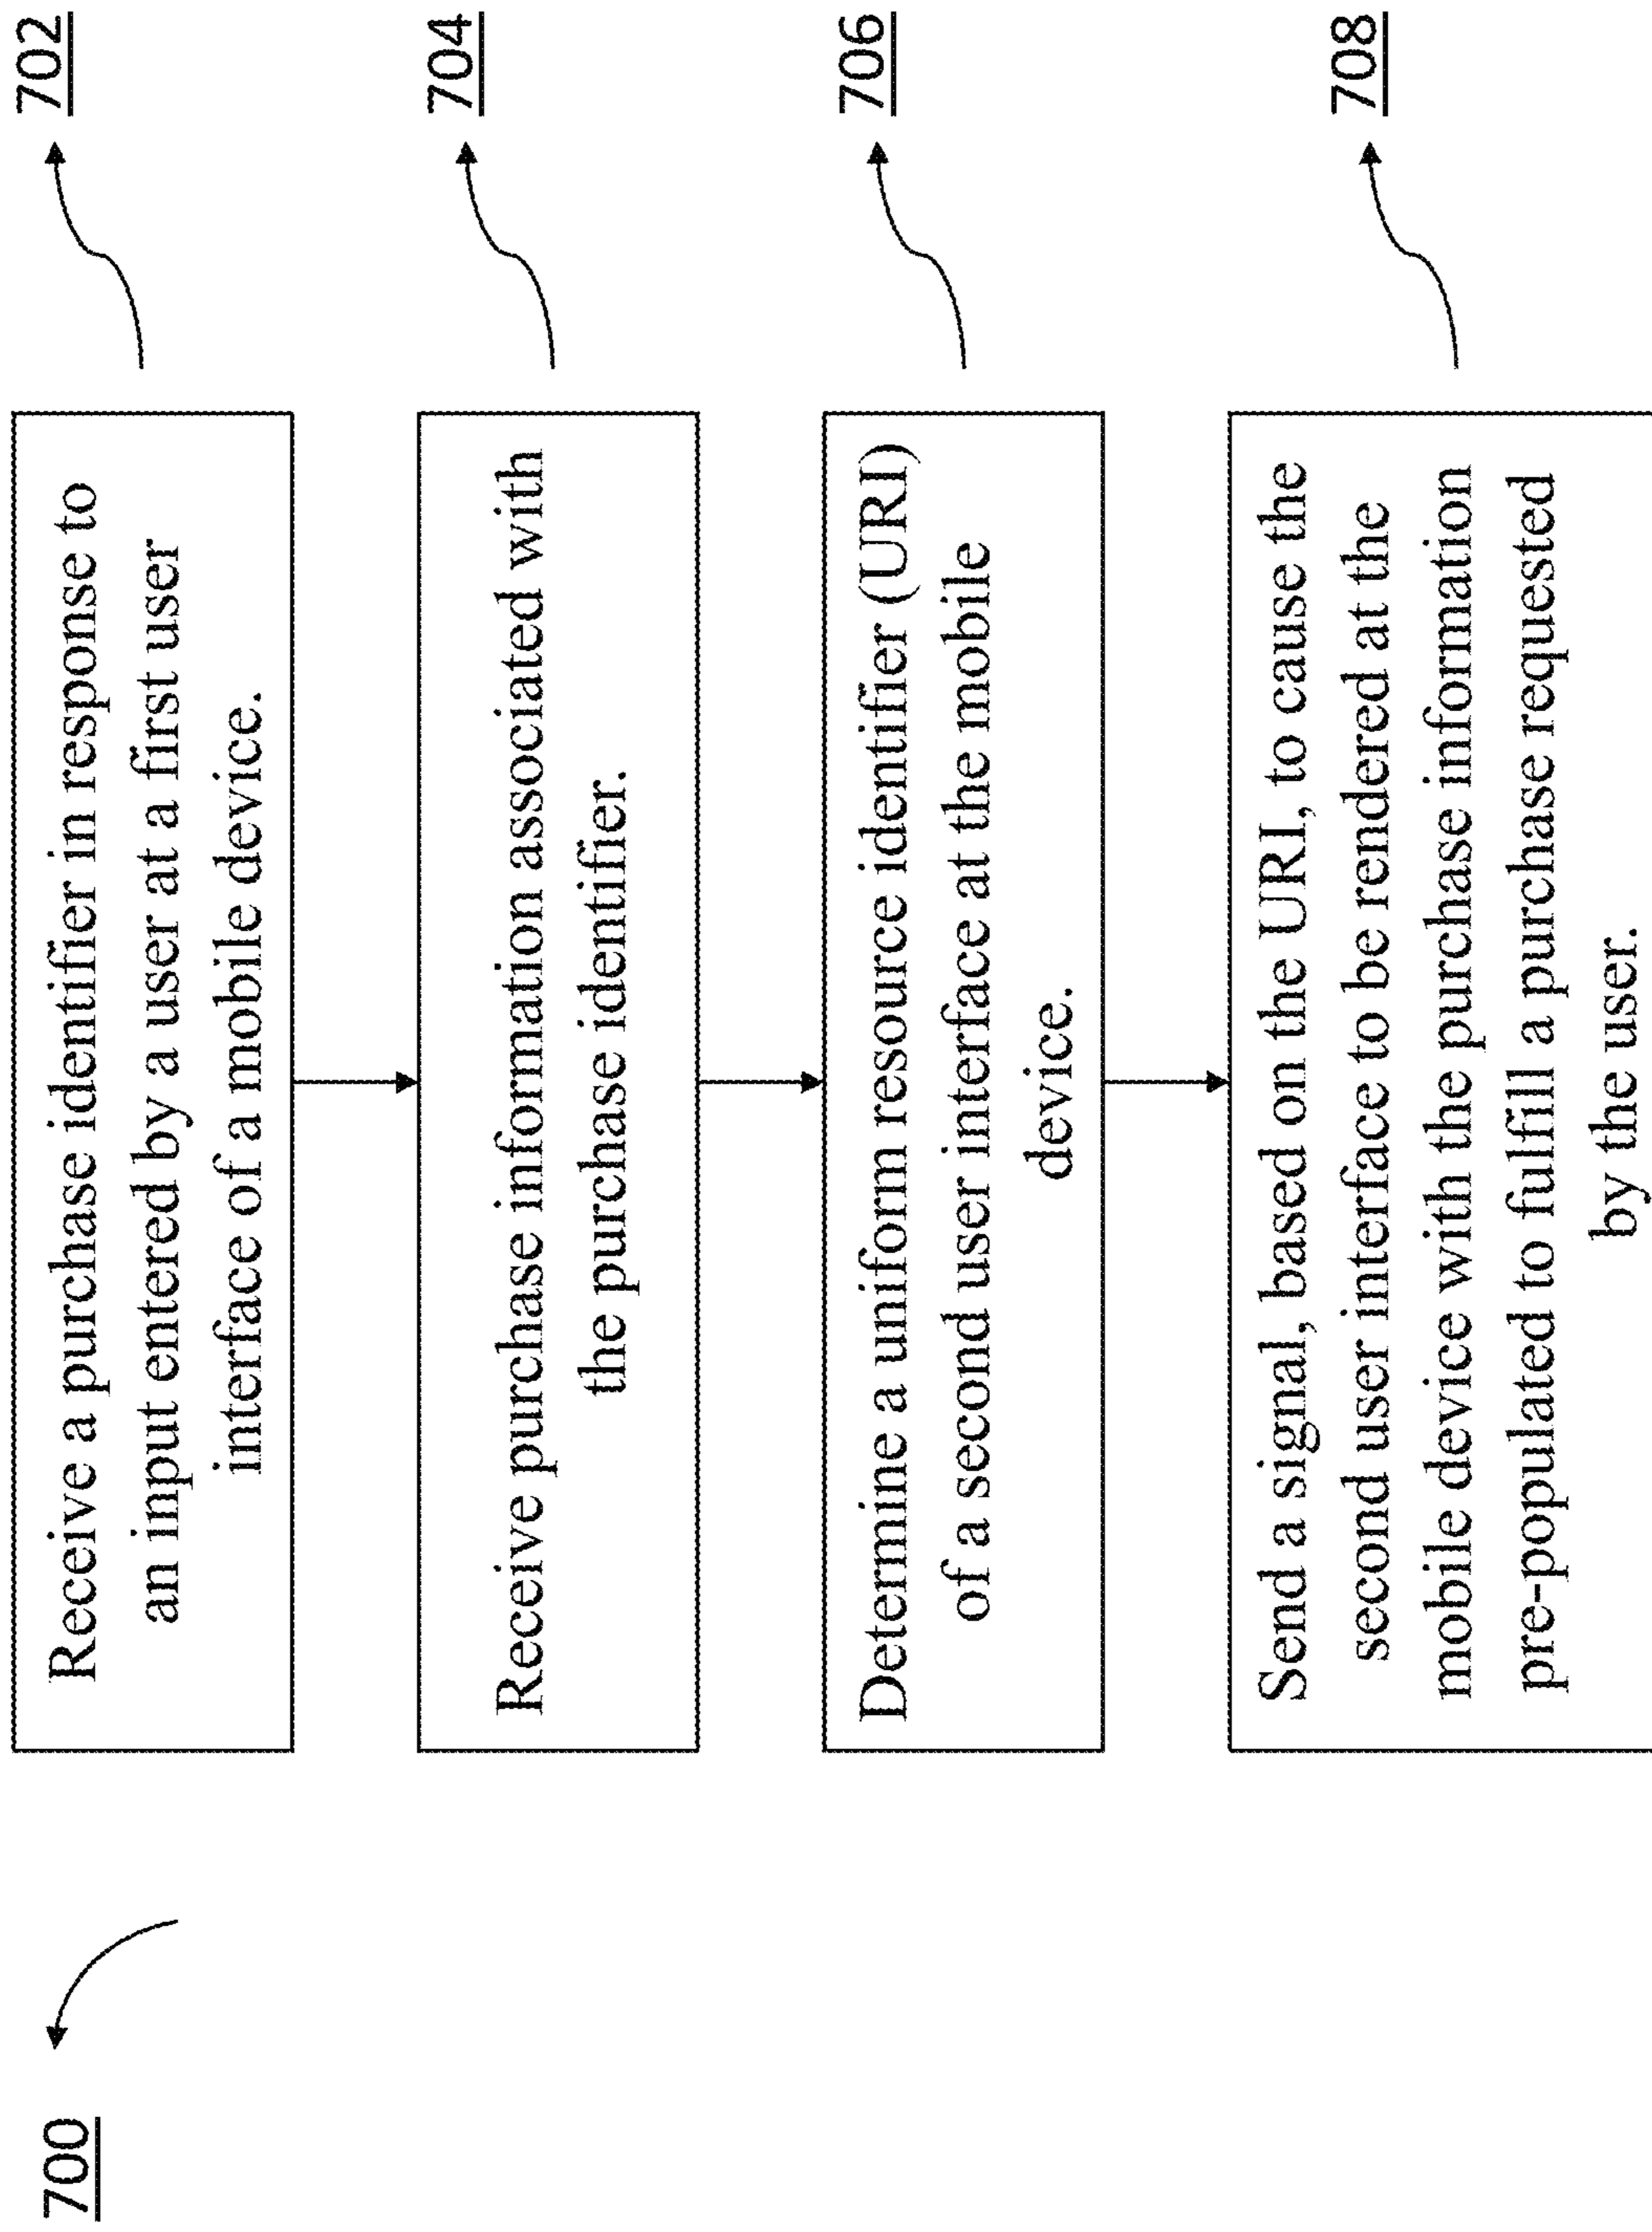 700
Receive a purchase identifier in response to
an input entered by a user at a first user
interface of a mobile device.
702
Receive purchase information associated with
the purchase identifier.
704
Determine a uniform resource identifier (URI)
of a second user interface at the mobile
device.
706
Send a signal, based on the URI, to cause the
second user interface to be rendered at the
mobile device with the purchase information
pre-populated to fulfill a purchase requested
by the user.
708